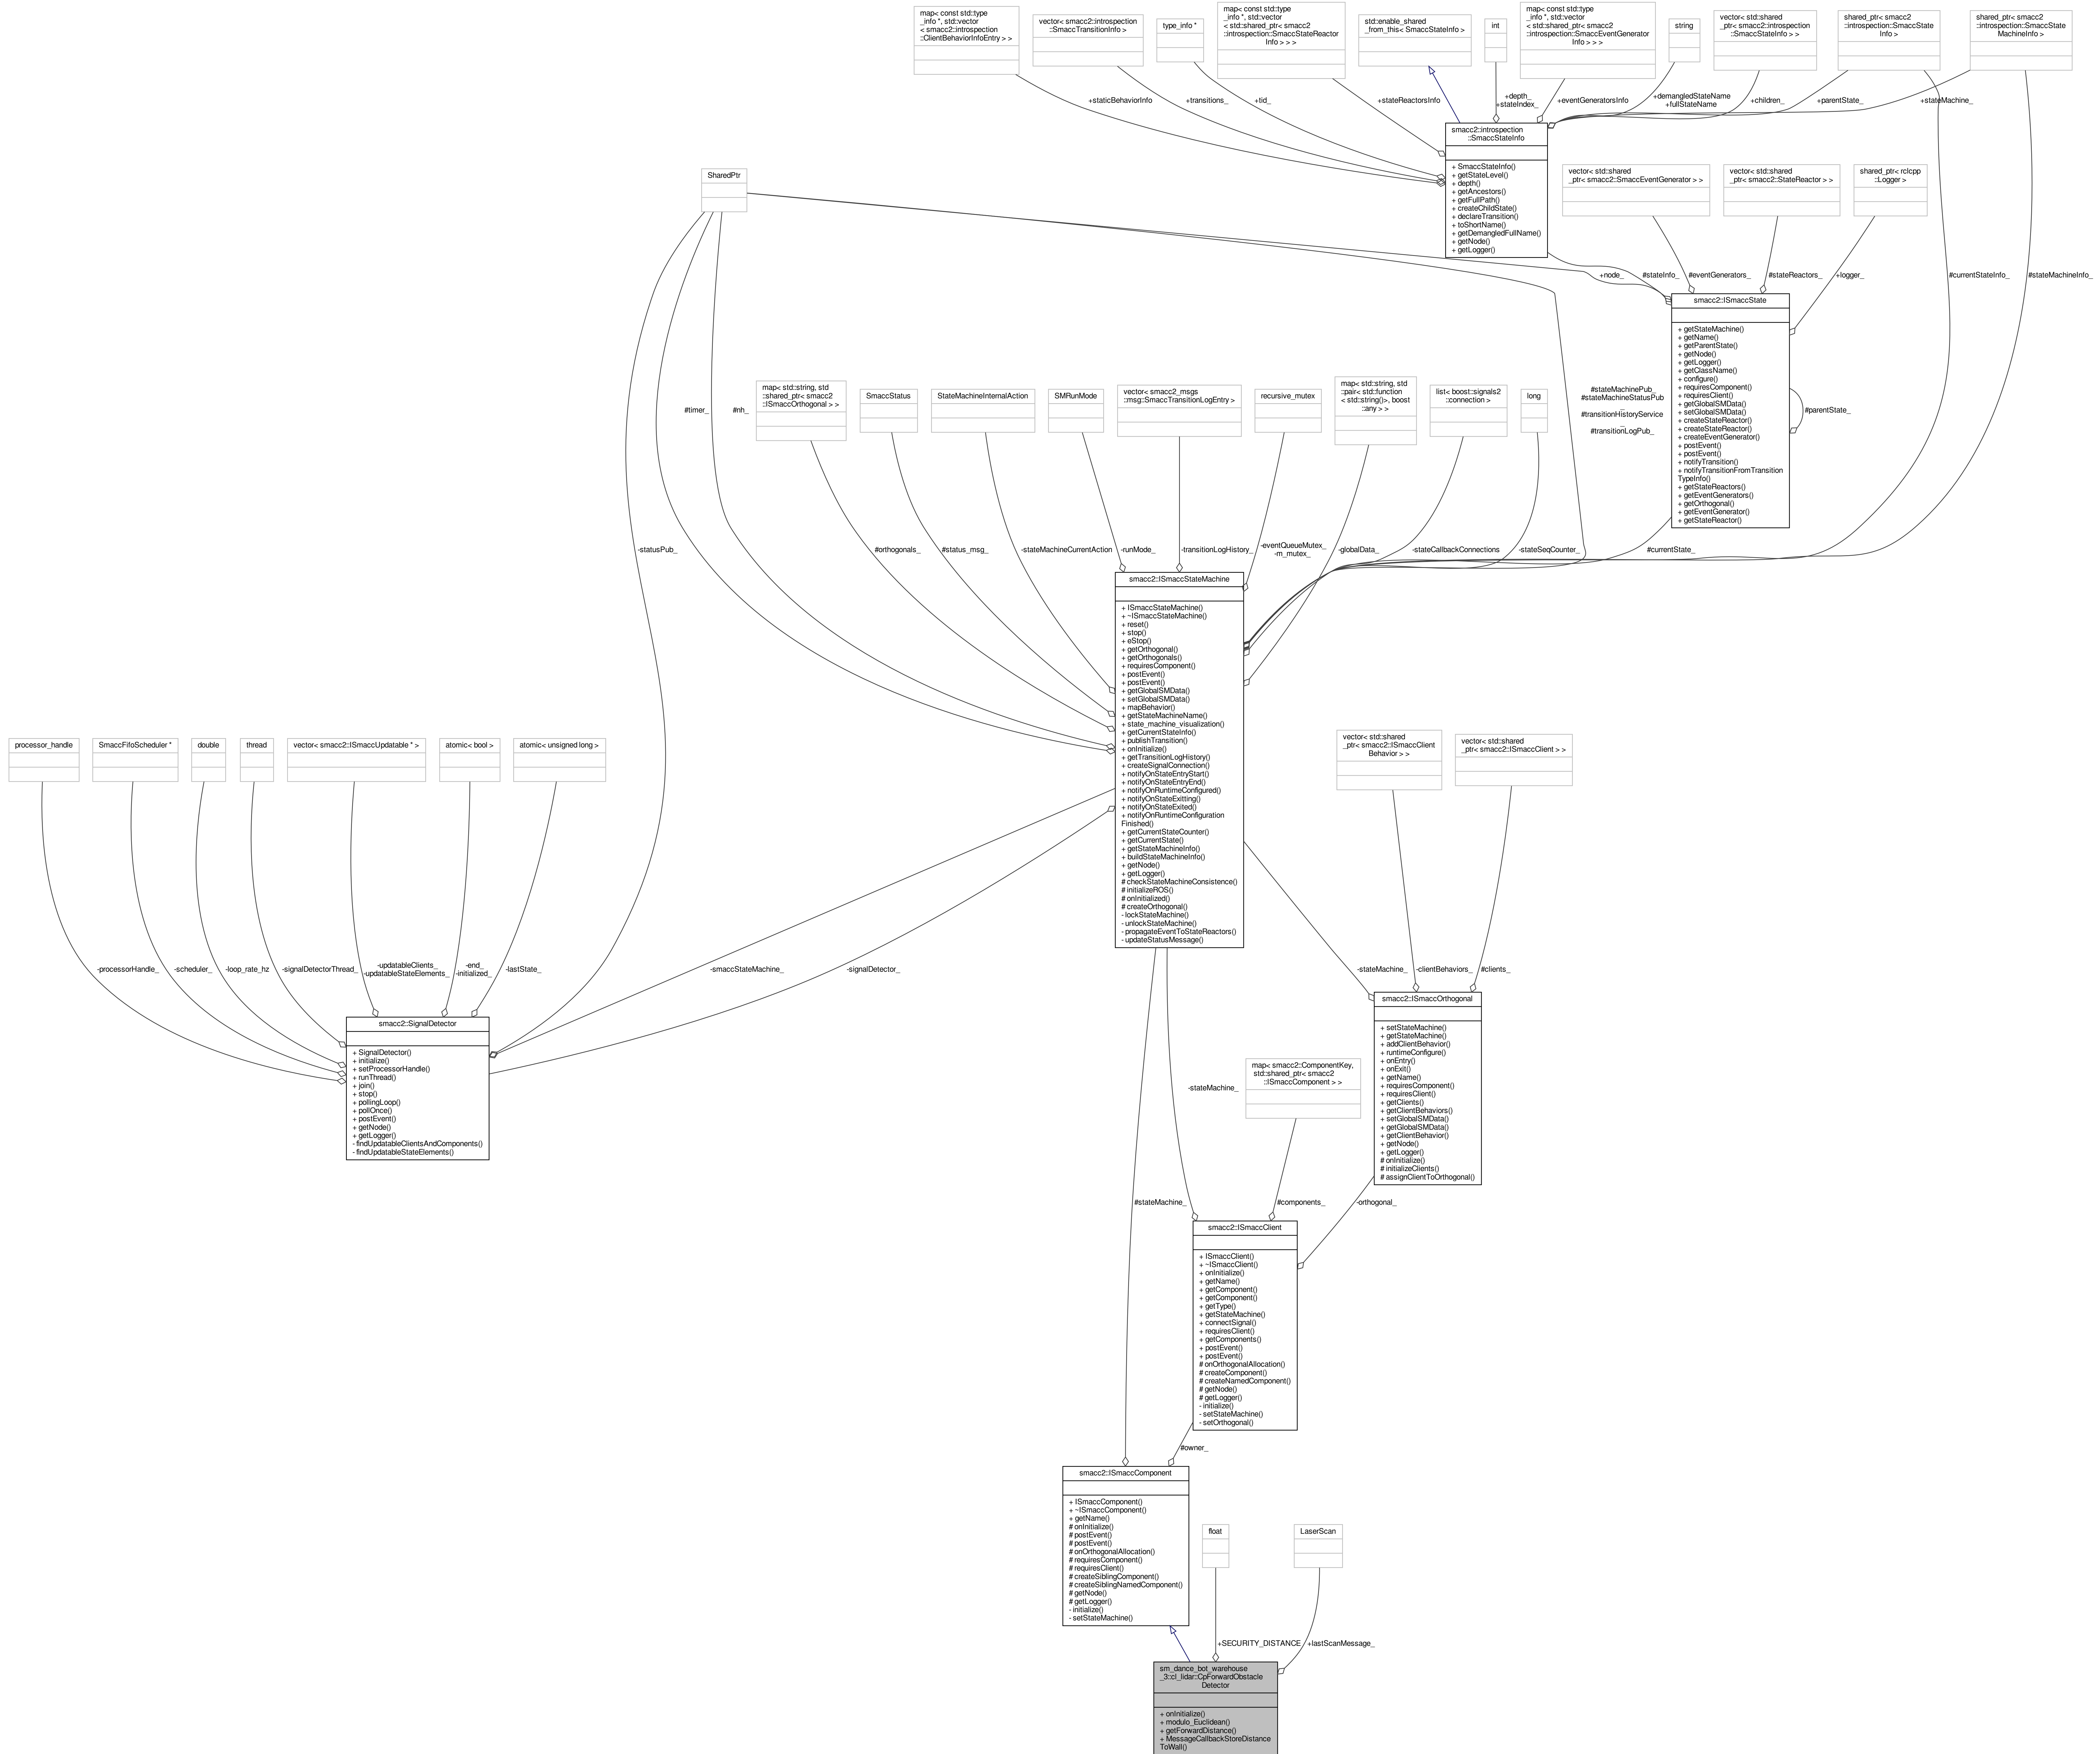 map< const std::type
_info *, std::vector
< smacc2::introspection
::ClientBehaviorInfoEntry > >
vector< smacc2::introspection
::SmaccTransitionInfo >
type_info *
map< const std::type
_info *, std::vector
< std::shared_ptr< smacc2
::introspection::SmaccStateReactor
Info > > >
std::enable_shared
_from_this< SmaccStateInfo >
int
map< const std::type
_info *, std::vector
< std::shared_ptr< smacc2
::introspection::SmaccEventGenerator
Info > > >
string
vector< std::shared
_ptr< smacc2::introspection
::SmaccStateInfo > >
shared_ptr< smacc2
::introspection::SmaccState
Info >
shared_ptr< smacc2
::introspection::SmaccState
MachineInfo >
+staticBehaviorInfo
+transitions_
+tid_
+stateReactorsInfo
+depth_
+stateIndex_
+eventGeneratorsInfo
+demangledStateName
+fullStateName
+children_
+parentState_
+stateMachine_
smacc2::introspection
::SmaccStateInfo
+ SmaccStateInfo()
+ getStateLevel()
+ depth()
+ getAncestors()
+ getFullPath()
+ createChildState()
+ declareTransition()
+ toShortName()
+ getDemangledFullName()
+ getNode()
+ getLogger()
SharedPtr
vector< std::shared
_ptr< smacc2::SmaccEventGenerator > >
vector< std::shared
_ptr< smacc2::StateReactor > >
shared_ptr< rclcpp
::Logger >
+node_
#stateInfo_
#eventGenerators_
#stateReactors_
+logger_
#currentStateInfo_
#stateMachineInfo_
smacc2::ISmaccState
+ getStateMachine()
+ getName()
+ getParentState()
+ getNode()
+ getLogger()
+ getClassName()
+ configure()
+ requiresComponent()
+ requiresClient()
+ getGlobalSMData()
+ setGlobalSMData()
+ createStateReactor()
+ createStateReactor()
+ createEventGenerator()
+ postEvent()
+ postEvent()
+ notifyTransition()
+ notifyTransitionFromTransition
TypeInfo()
+ getStateReactors()
+ getEventGenerators()
+ getOrthogonal()
+ getEventGenerator()
+ getStateReactor()
#parentState_
#timer_
#nh_
map< std::string, std
::shared_ptr< smacc2
::ISmaccOrthogonal > >
SmaccStatus
StateMachineInternalAction
SMRunMode
vector< smacc2_msgs
::msg::SmaccTransitionLogEntry >
recursive_mutex
map< std::string, std
::pair< std::function
< std::string()>, boost
::any > >
list< boost::signals2
::connection >
long
#stateMachinePub_
#stateMachineStatusPub
_
#transitionHistoryService
_
#transitionLogPub_
-statusPub_
#orthogonals_
#status_msg_
-stateMachineCurrentAction
-runMode_
-transitionLogHistory_
-eventQueueMutex_
-m_mutex_
-globalData_
-stateCallbackConnections
-stateSeqCounter_
#currentState_
smacc2::ISmaccStateMachine
+ ISmaccStateMachine()
+ ~ISmaccStateMachine()
+ reset()
+ stop()
+ eStop()
+ getOrthogonal()
+ getOrthogonals()
+ requiresComponent()
+ postEvent()
+ postEvent()
+ getGlobalSMData()
+ setGlobalSMData()
+ mapBehavior()
+ getStateMachineName()
+ state_machine_visualization()
+ getCurrentStateInfo()
+ publishTransition()
+ onInitialize()
+ getTransitionLogHistory()
+ createSignalConnection()
+ notifyOnStateEntryStart()
+ notifyOnStateEntryEnd()
+ notifyOnRuntimeConfigured()
+ notifyOnStateExitting()
+ notifyOnStateExited()
+ notifyOnRuntimeConfiguration
Finished()
+ getCurrentStateCounter()
+ getCurrentState()
+ getStateMachineInfo()
+ buildStateMachineInfo()
+ getNode()
+ getLogger()
# checkStateMachineConsistence()
# initializeROS()
# onInitialized()
# createOrthogonal()
- lockStateMachine()
- unlockStateMachine()
- propagateEventToStateReactors()
- updateStatusMessage()
processor_handle
SmaccFifoScheduler *
double
thread
vector< smacc2::ISmaccUpdatable * >
atomic< bool >
atomic< unsigned long >
vector< std::shared
_ptr< smacc2::ISmaccClient
Behavior > >
vector< std::shared
_ptr< smacc2::ISmaccClient > >
-processorHandle_
-scheduler_
-loop_rate_hz
-signalDetectorThread_
-updatableClients_
-updatableStateElements_
-end_
-initialized_
-lastState_
-smaccStateMachine_
-signalDetector_
-stateMachine_
-clientBehaviors_
#clients_
smacc2::SignalDetector
+ SignalDetector()
+ initialize()
+ setProcessorHandle()
+ runThread()
+ join()
+ stop()
+ pollingLoop()
+ pollOnce()
+ postEvent()
+ getNode()
+ getLogger()
- findUpdatableClientsAndComponents()
- findUpdatableStateElements()
smacc2::ISmaccOrthogonal
+ setStateMachine()
+ getStateMachine()
+ addClientBehavior()
+ runtimeConfigure()
+ onEntry()
+ onExit()
+ getName()
+ requiresComponent()
+ requiresClient()
+ getClients()
+ getClientBehaviors()
+ setGlobalSMData()
+ getGlobalSMData()
+ getClientBehavior()
+ getNode()
+ getLogger()
# onInitialize()
# initializeClients()
# assignClientToOrthogonal()
map< smacc2::ComponentKey,
std::shared_ptr< smacc2
::ISmaccComponent > >
-stateMachine_
#stateMachine_
#components_
-orthogonal_
smacc2::ISmaccClient
+ ISmaccClient()
+ ~ISmaccClient()
+ onInitialize()
+ getName()
+ getComponent()
+ getComponent()
+ getType()
+ getStateMachine()
+ connectSignal()
+ requiresClient()
+ getComponents()
+ postEvent()
+ postEvent()
# onOrthogonalAllocation()
# createComponent()
# createNamedComponent()
# getNode()
# getLogger()
- initialize()
- setStateMachine()
- setOrthogonal()
#owner_
smacc2::ISmaccComponent
+ ISmaccComponent()
+ ~ISmaccComponent()
+ getName()
# onInitialize()
# postEvent()
# postEvent()
# onOrthogonalAllocation()
# requiresComponent()
# requiresClient()
# createSiblingComponent()
# createSiblingNamedComponent()
# getNode()
# getLogger()
- initialize()
- setStateMachine()
float
LaserScan
+SECURITY_DISTANCE
+lastScanMessage_
sm_dance_bot_warehouse
_3::cl_lidar::CpForwardObstacle
Detector
+ onInitialize()
+ modulo_Euclidean()
+ getForwardDistance()
+ MessageCallbackStoreDistance
ToWall()